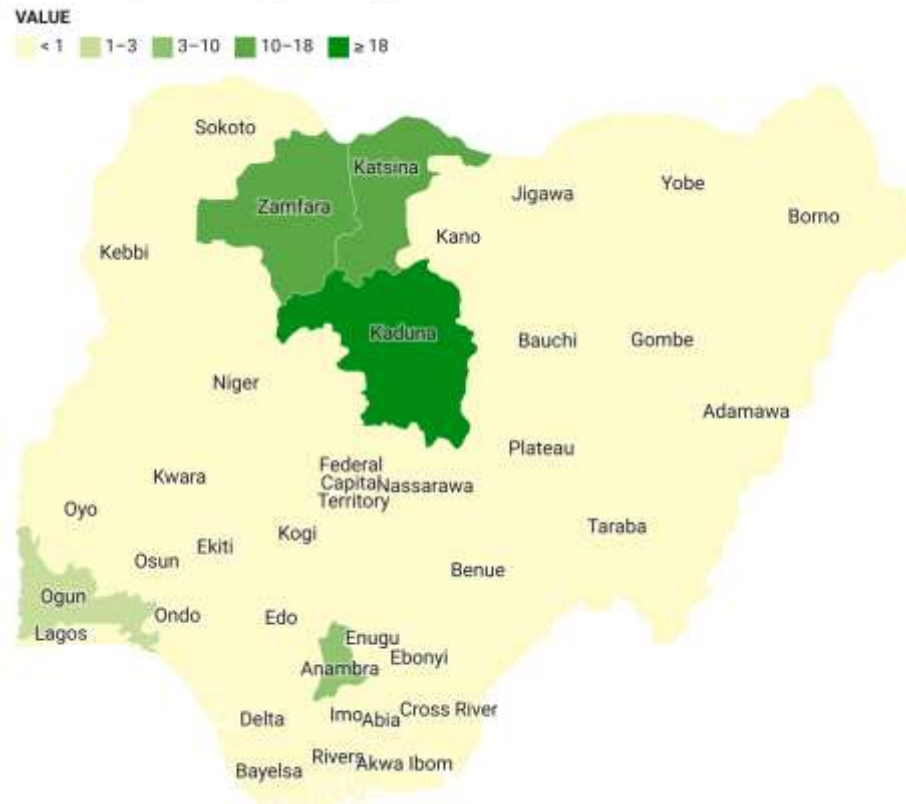 VALUE
< 1 1–3 3–10 10–18 ≥ 18
Sokoto
Katsina
Zamfara
Jigawa
Yobe
Borno
Kano
Kebbi
Kaduna
Bauchi
Gombe
Niger
Adamawa
Plateau
Federal
Capital
Territory
Nassarawa
Kwara
Oyo
Taraba
Kogi
Ekiti
Osun
Benue
Ogun
Ondo
Edo
Lagos
Enugu
Ebonyi
Anambra
Cross River
Delta
Imo
Abia
Rivers
Akwa Ibom
Bayelsa